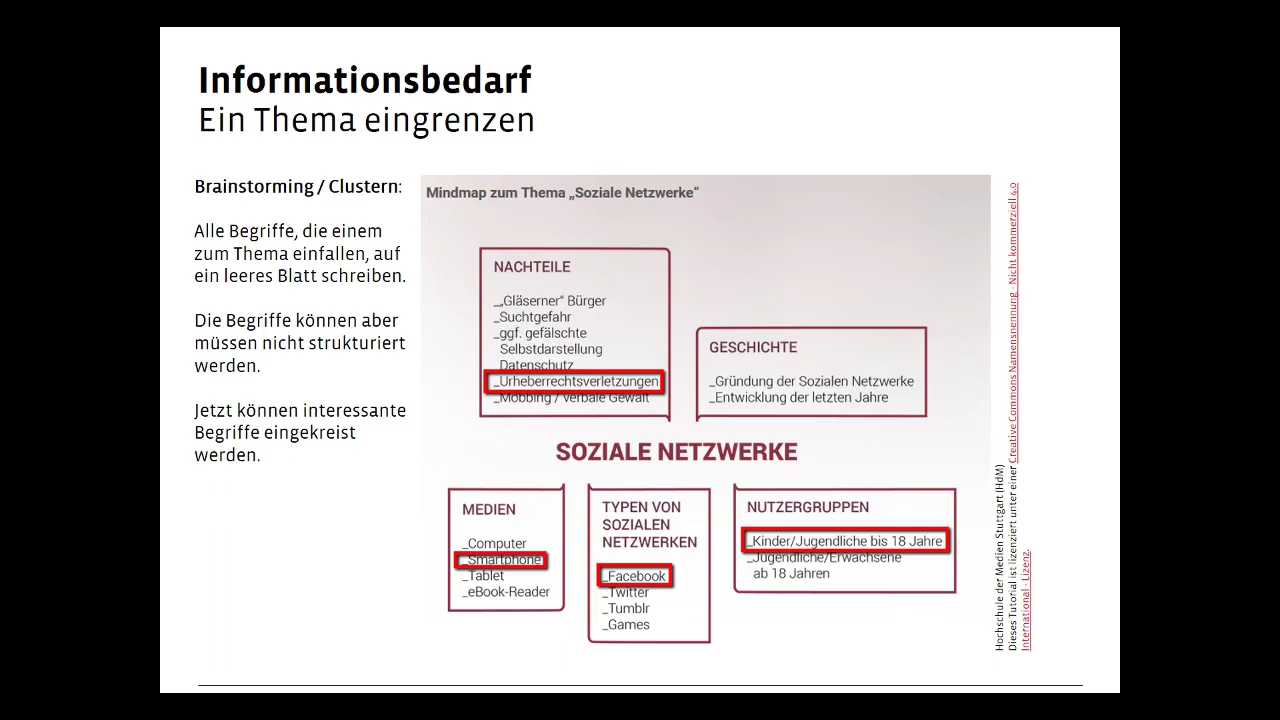 Informationsbedarf
Ein Thema eingrenzen
Brainstorming / Clustern:
Alle Begriffe, die einem
zum Thema einfallen, auf
ein leeres Blatt schreiben.
Die Begriffe können aber
müssen nicht strukturiert
werden.
Jetzt können interessante
Begriffe eingekreist
werden.
Mindmap zum Thema „Soziale Netzwerke“
NACHTEILE
_„Gläserner“ Bürger
_Suchtgefahr
_ggf. gefälschte
Selbstdarstellung
_Datenschutz
_Urheberrechtsverletzungen
_Mobbing / verbale Gewalt
GESCHICHTE
_Gründung der Sozialen Netzwerke
_Entwicklung der letzten Jahre
SOZIALE NETZWERKE
MEDIEN
_Computer
_Smartphone
_Tablet
_eBook-Reader
TYPEN VON
SOZIALEN
NETZWERKEN
_Facebook
_Twitter
_Tumblr
_Games
NUTZERGRUPPEN
_Kinder/Jugendliche bis 18 Jahre
_Jugendliche/Erwachsene
ab 18 Jahren
Hochschule der Medien Stuttgart (HdM)
Dieses Tutorial ist lizenziert unter einer Creative Commons Namensnennung - Nicht kommerziell 4.0
International - Lizenz.